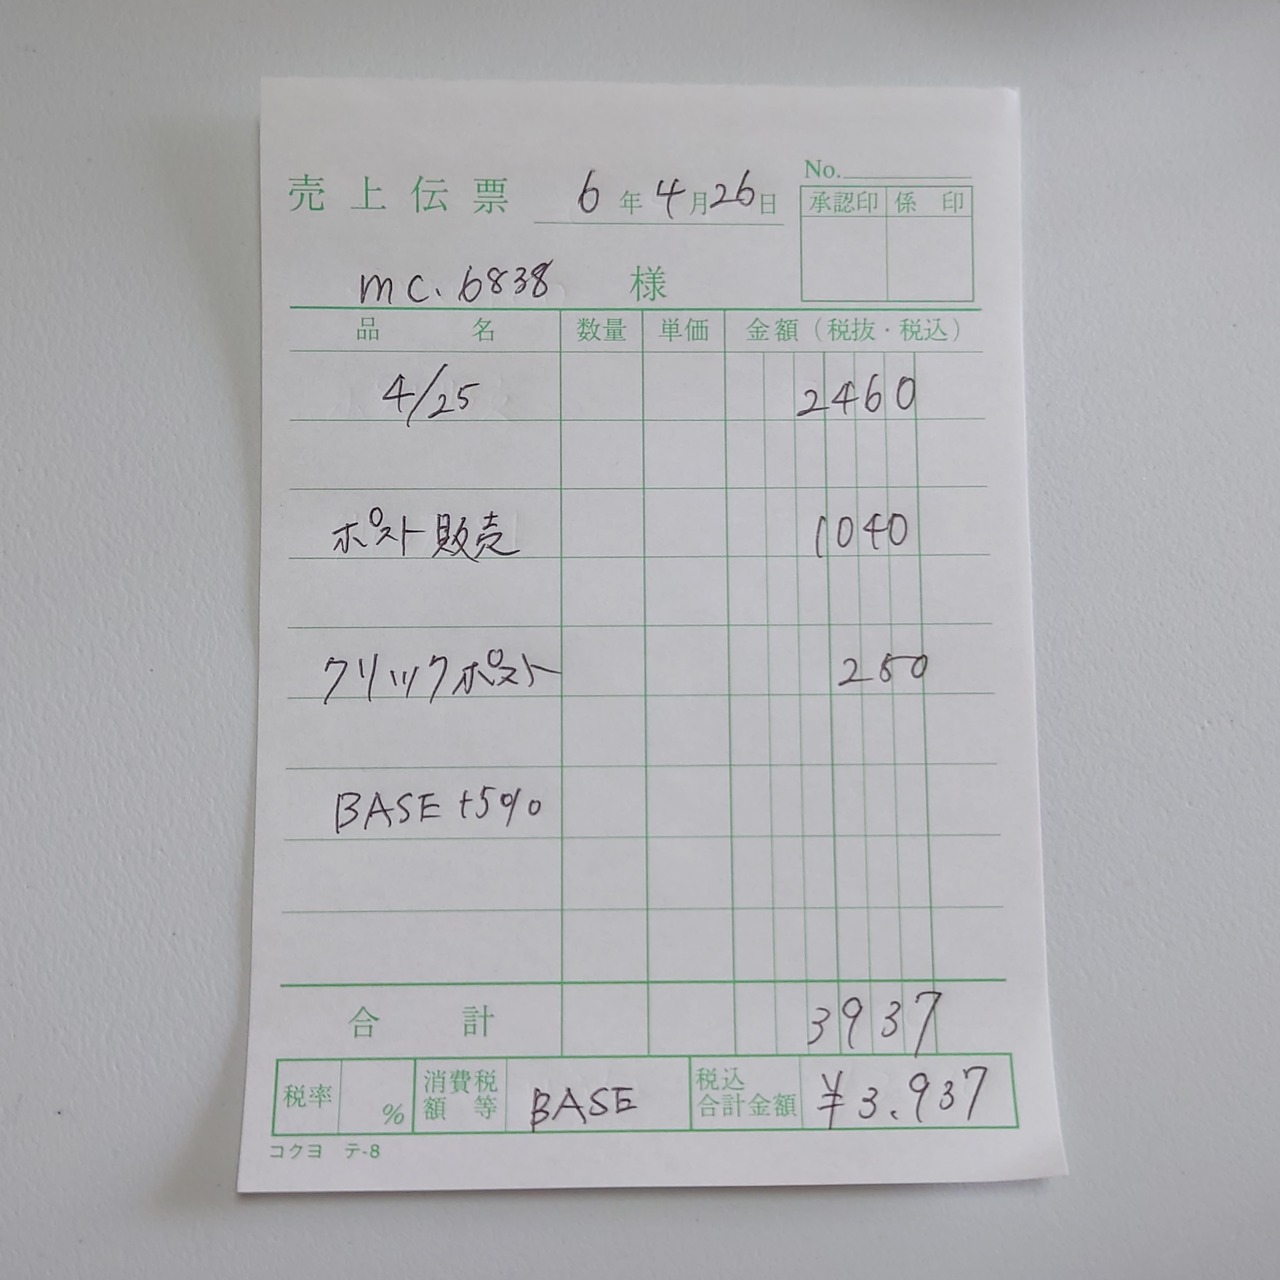 No.
売上伝票 6年4月26日
承認印 係印
mc.6838 様
品名 数量 単価 金額（税抜・税込）
4/25 2460
ポスト販売 1040
クリックポスト 250
BASE +5%
合計 3937
税率 % 消費税額等 BASE 税込合計金額 ¥3.937
コクヨ テ-8